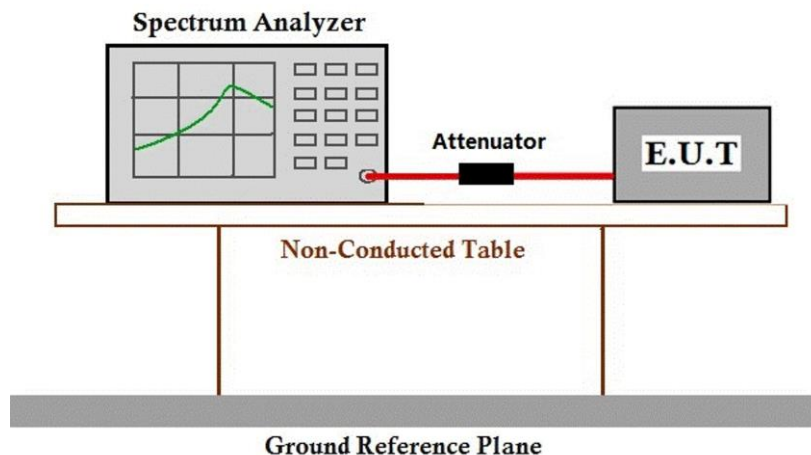 Spectrum Analyzer
Attenuator
E.U.T
Non-Conducted Table
Ground Reference Plane